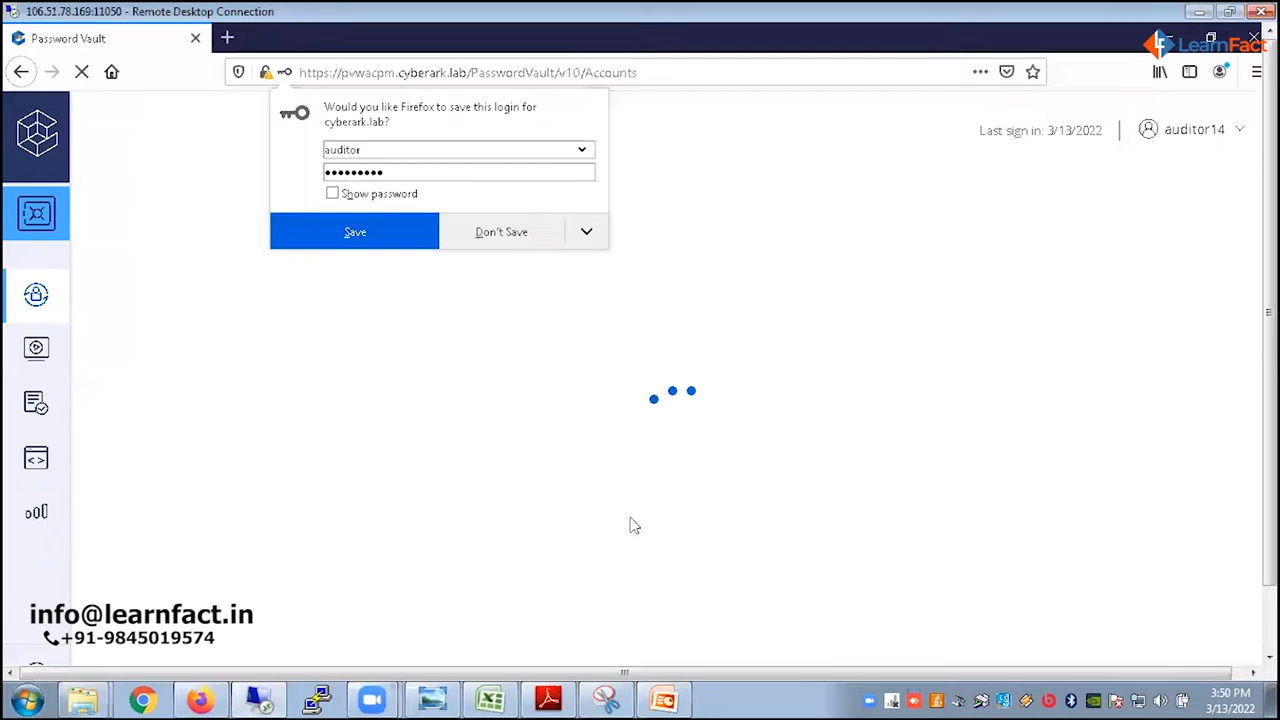 106.51.78.169:11050 - Remote Desktop Connection
Password Vault
LearnFact
https://pvwacpm.cyberark.lab/PasswordVault/v10/Accounts
Would you like Firefox to save this login for
cyberark.lab?
Last sign in: 3/13/2022
auditor14
auditor
Show password
Save
Don't Save
info@learnfact.in
+91-9845019574
3:50 PM
3/13/2022